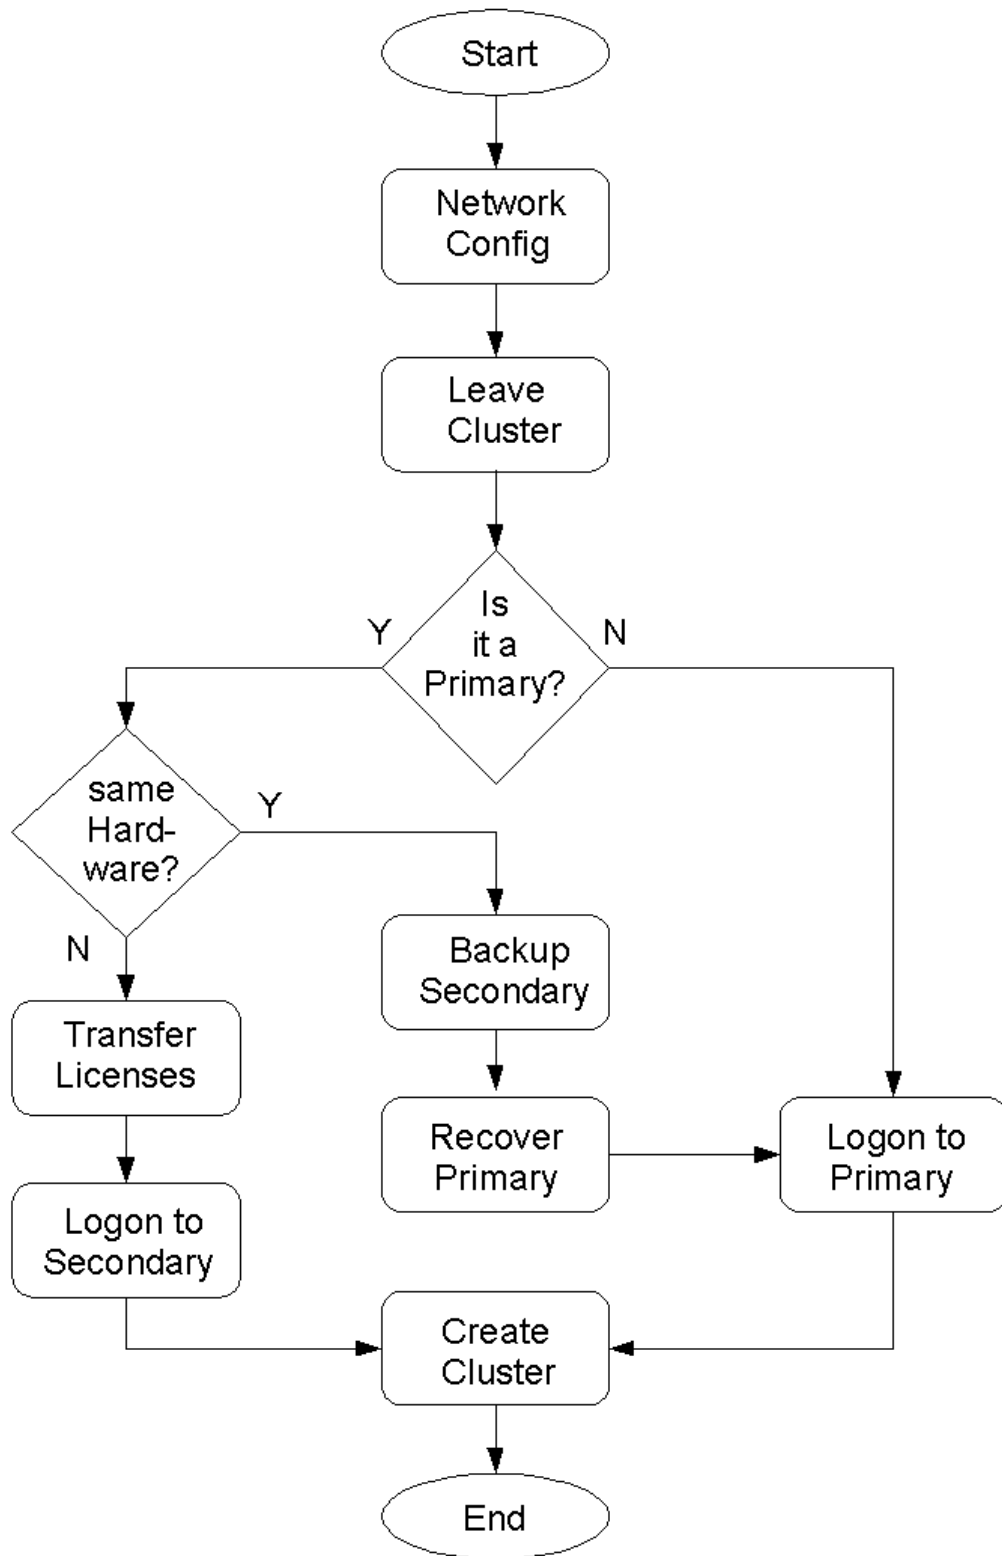 Start
Network
Config
Leave
Cluster
Is
it a
Primary?
Y
N
same
Hard-
ware?
Y
N
Backup
Secondary
Transfer
Licenses
Recover
Primary
Logon to
Primary
Logon to
Secondary
Create
Cluster
End